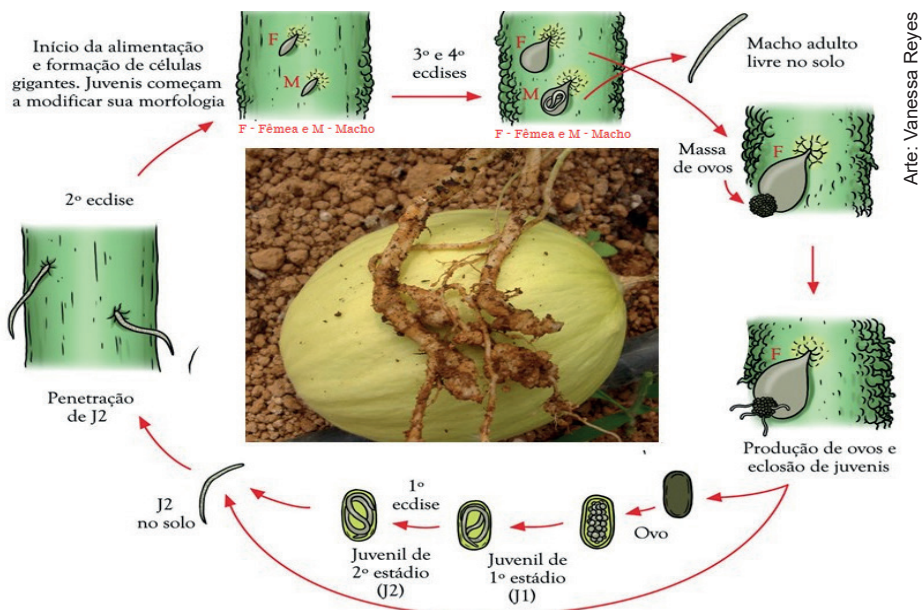 Início da alimentação
e formação de células
gigantes. Juvenis começam
a modificar sua morfologia
F
M
F - Fêmea e M - Macho
3º e 4º
ecdises
F
M
F - Fêmea e M - Macho
Macho adulto
livre no solo
Arte: Vanessa Reyes
Massa
de ovos
F
2º ecdise
F
Penetração
de J2
Produção de ovos e
eclosão de juvenis
J2
no solo
1º
ecdise
Ovo
Juvenil de
2º estádio
(J2)
Juvenil de
1º estádio
(J1)